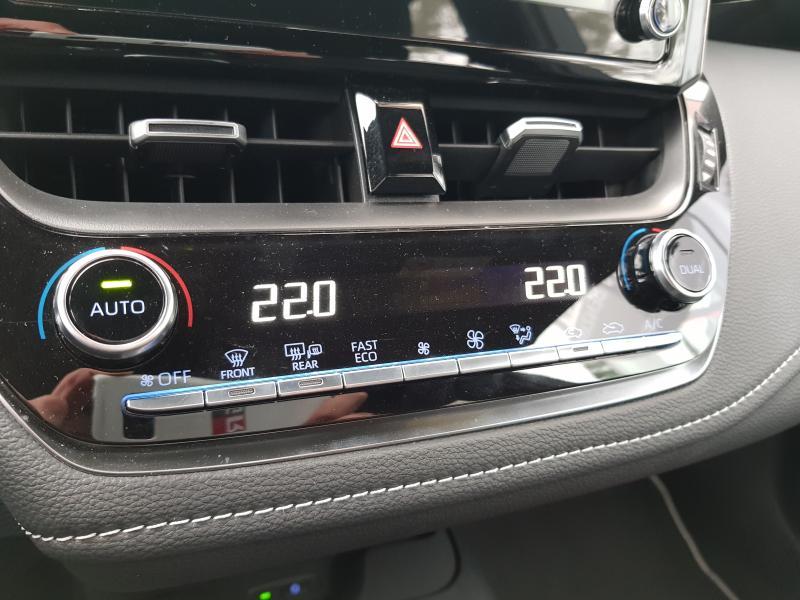 AUTO
22.0
22.0
DUAL
OFF
FRONT
REAR
FAST
ECO
A/C